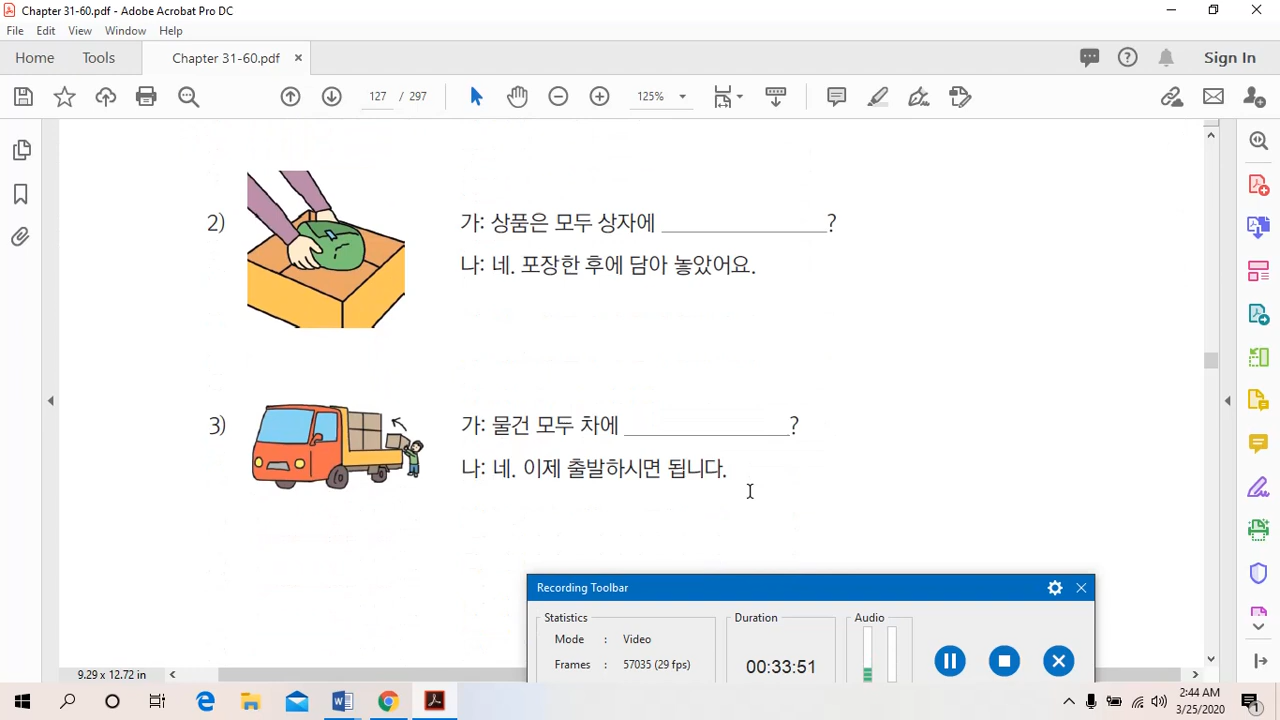 Chapter 31-60.pdf - Adobe Acrobat Pro DC
File Edit View Window Help
Home Tools Chapter 31-60.pdf × Sign In
127 / 297 125%
2)
가: 상품은 모두 상자에 _______________?
나: 네. 포장한 후에 담아 놓았어요.
3)
가: 물건 모두 차에 _______________?
나: 네. 이제 출발하시면 됩니다.
Recording Toolbar
Statistics Duration Audio
Mode : Video
Frames : 57035 (29 fps) 00:33:51
9.29 x 12.72 in
2:44 AM
3/25/2020